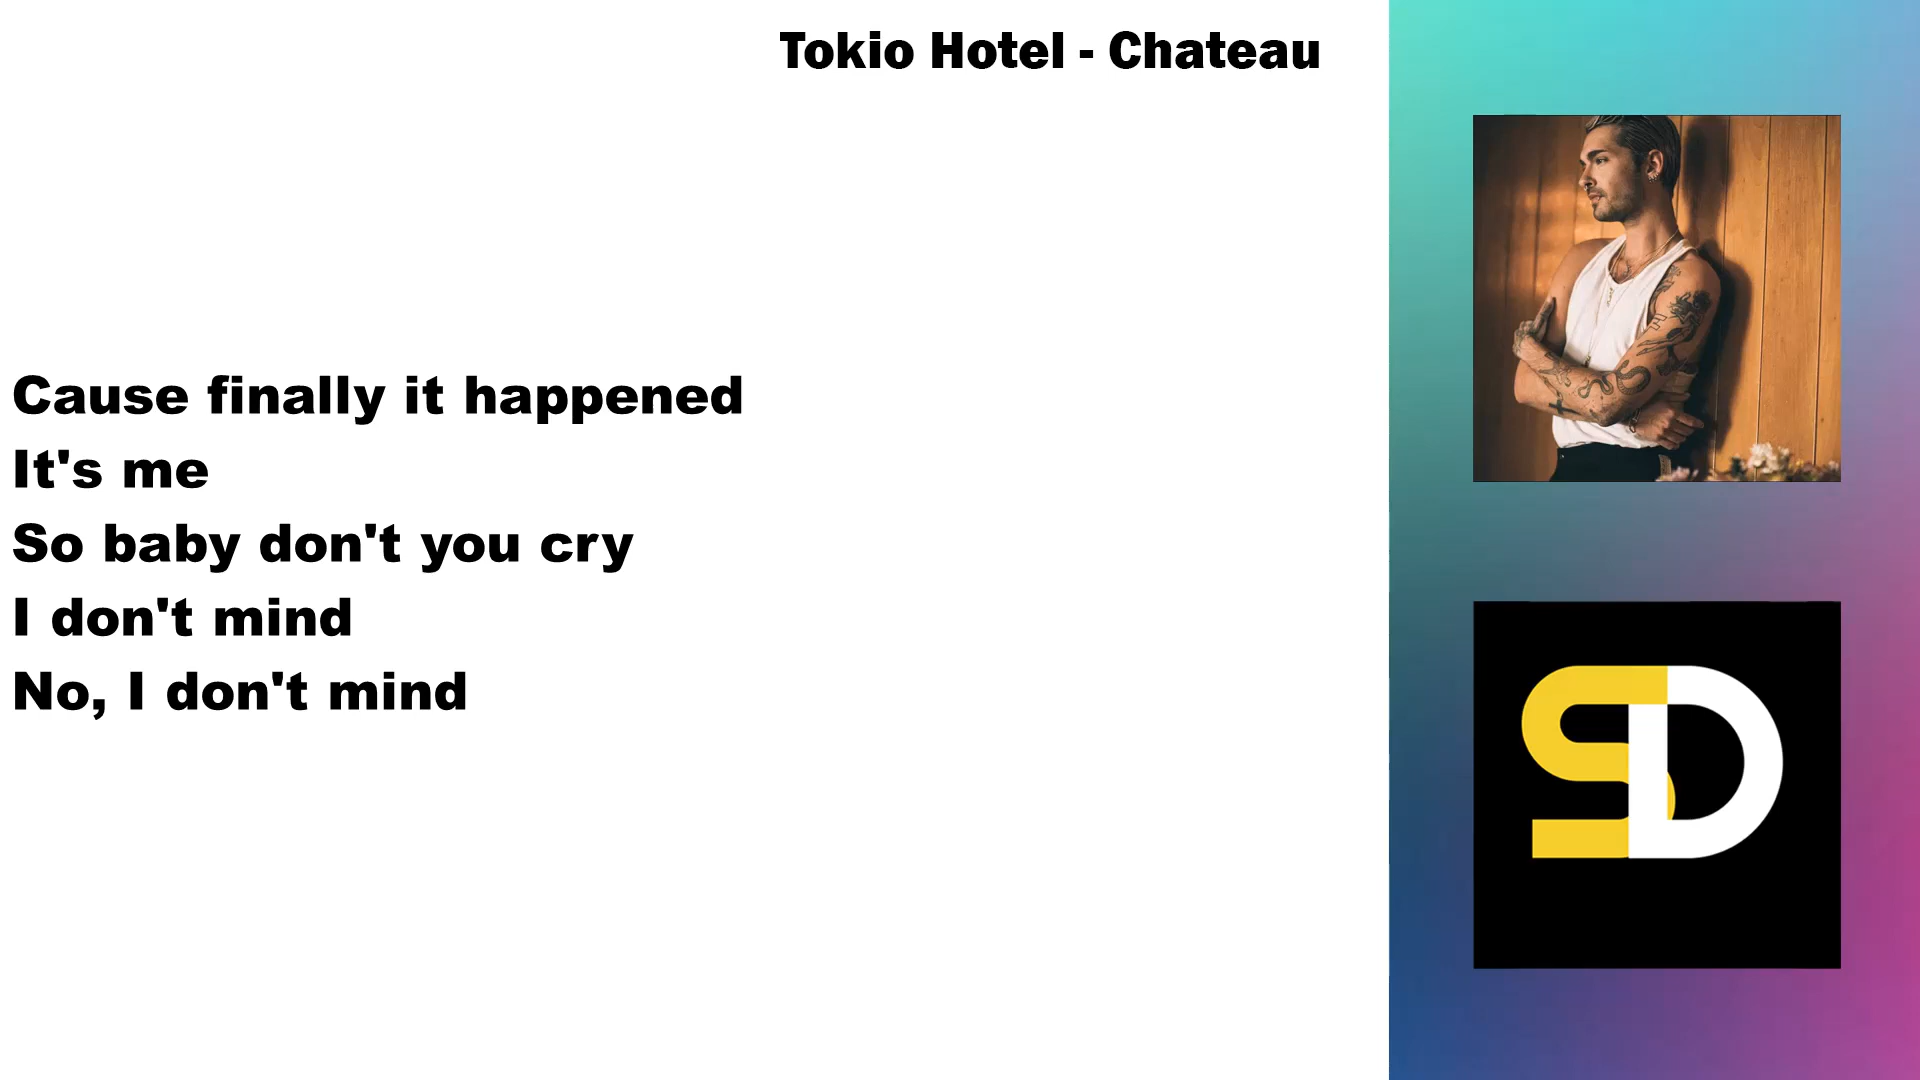 Tokio Hotel - Chateau
Cause finally it happened
It's me
So baby don't you cry
I don't mind
No, I don't mind
SD